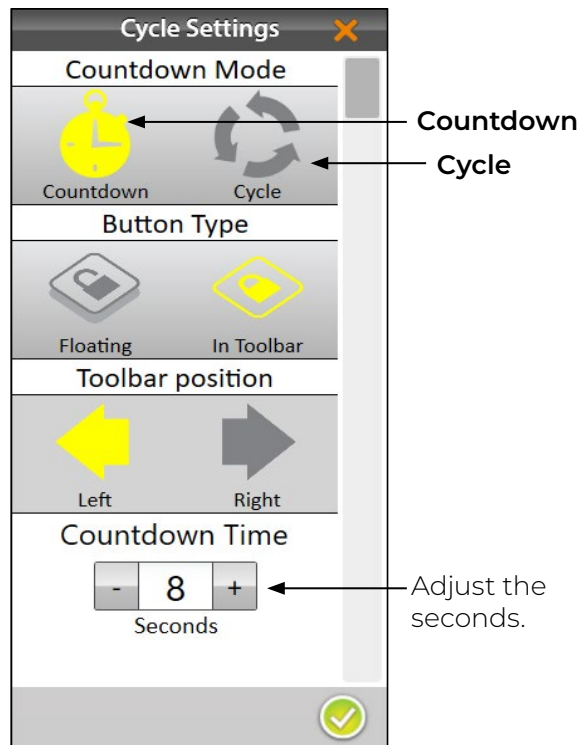 Cycle Settings
Countdown Mode
Countdown
Cycle
Countdown
Cycle
Button Type
Floating
In Toolbar
Toolbar position
Left
Right
Countdown Time
- 8 +
Seconds
Adjust the
seconds.